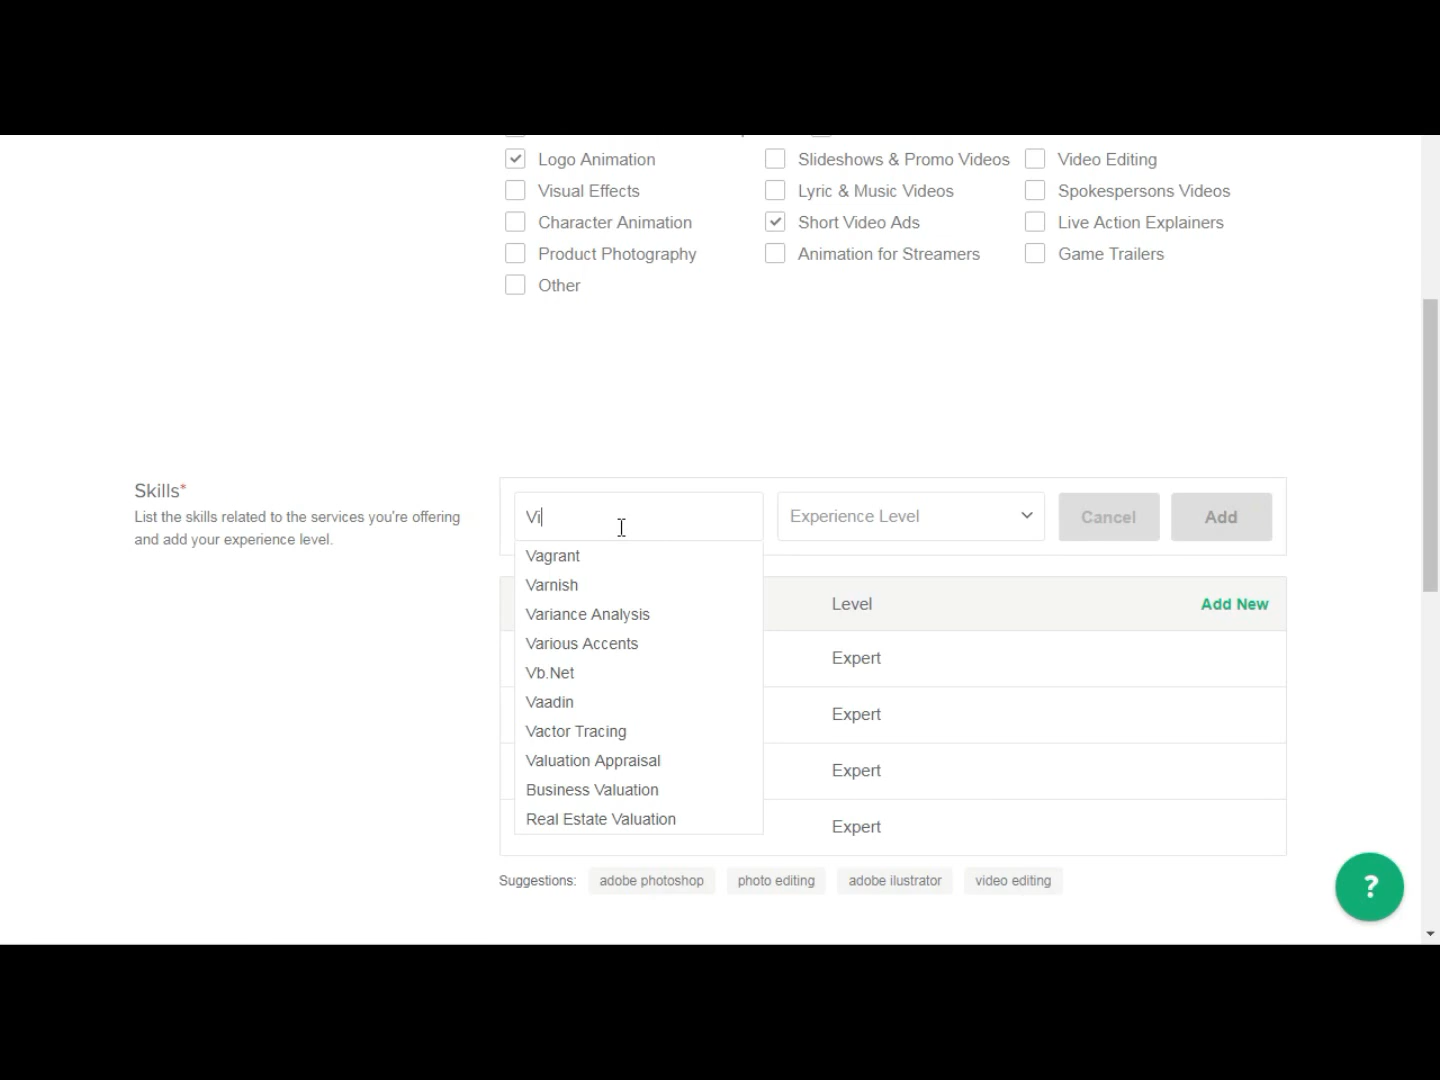 Logo Animation Slideshows & Promo Videos Video Editing
Visual Effects Lyric & Music Videos Spokespersons Videos
Character Animation Short Video Ads Live Action Explainers
Product Photography Animation for Streamers Game Trailers
Other
Skills*
List the skills related to the services you're offering
and add your experience level.
Vi Experience Level Cancel Add
Vagrant
Varnish
Variance Analysis
Various Accents
Vb.Net
Vaadin
Vactor Tracing
Valuation Appraisal
Business Valuation
Real Estate Valuation
Level Add New
Expert
Expert
Expert
Expert
Suggestions: adobe photoshop photo editing adobe ilustrator video editing
?